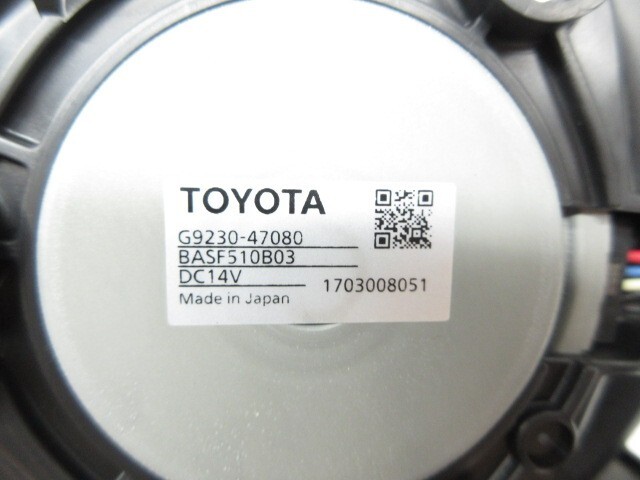 TOYOTA
G9230-47080
BASF510B03
DC14V
1703008051
Made in Japan